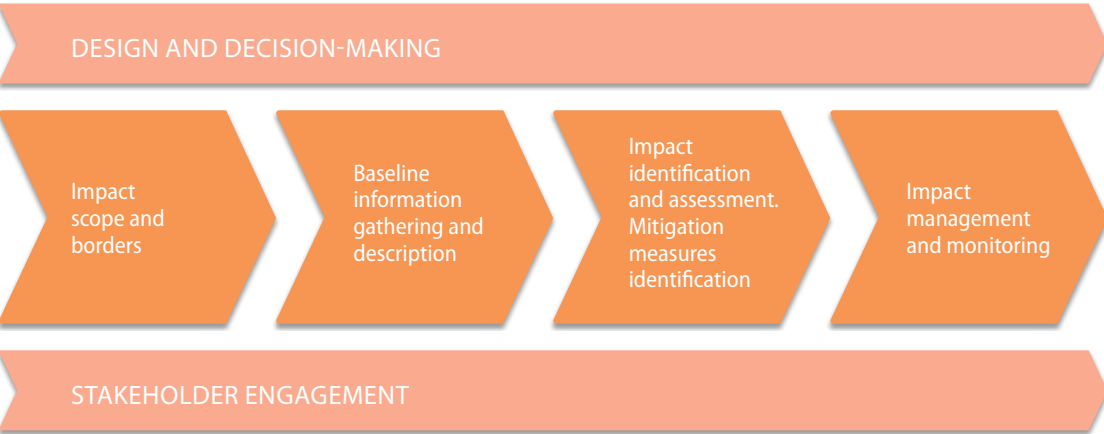 DESIGN AND DECISION-MAKING
Impact
scope and
borders
Baseline
information
gathering and
description
Impact
identification
and assessment.
Mitigation
measures
identification
Impact
management
and monitoring
STAKEHOLDER ENGAGEMENT